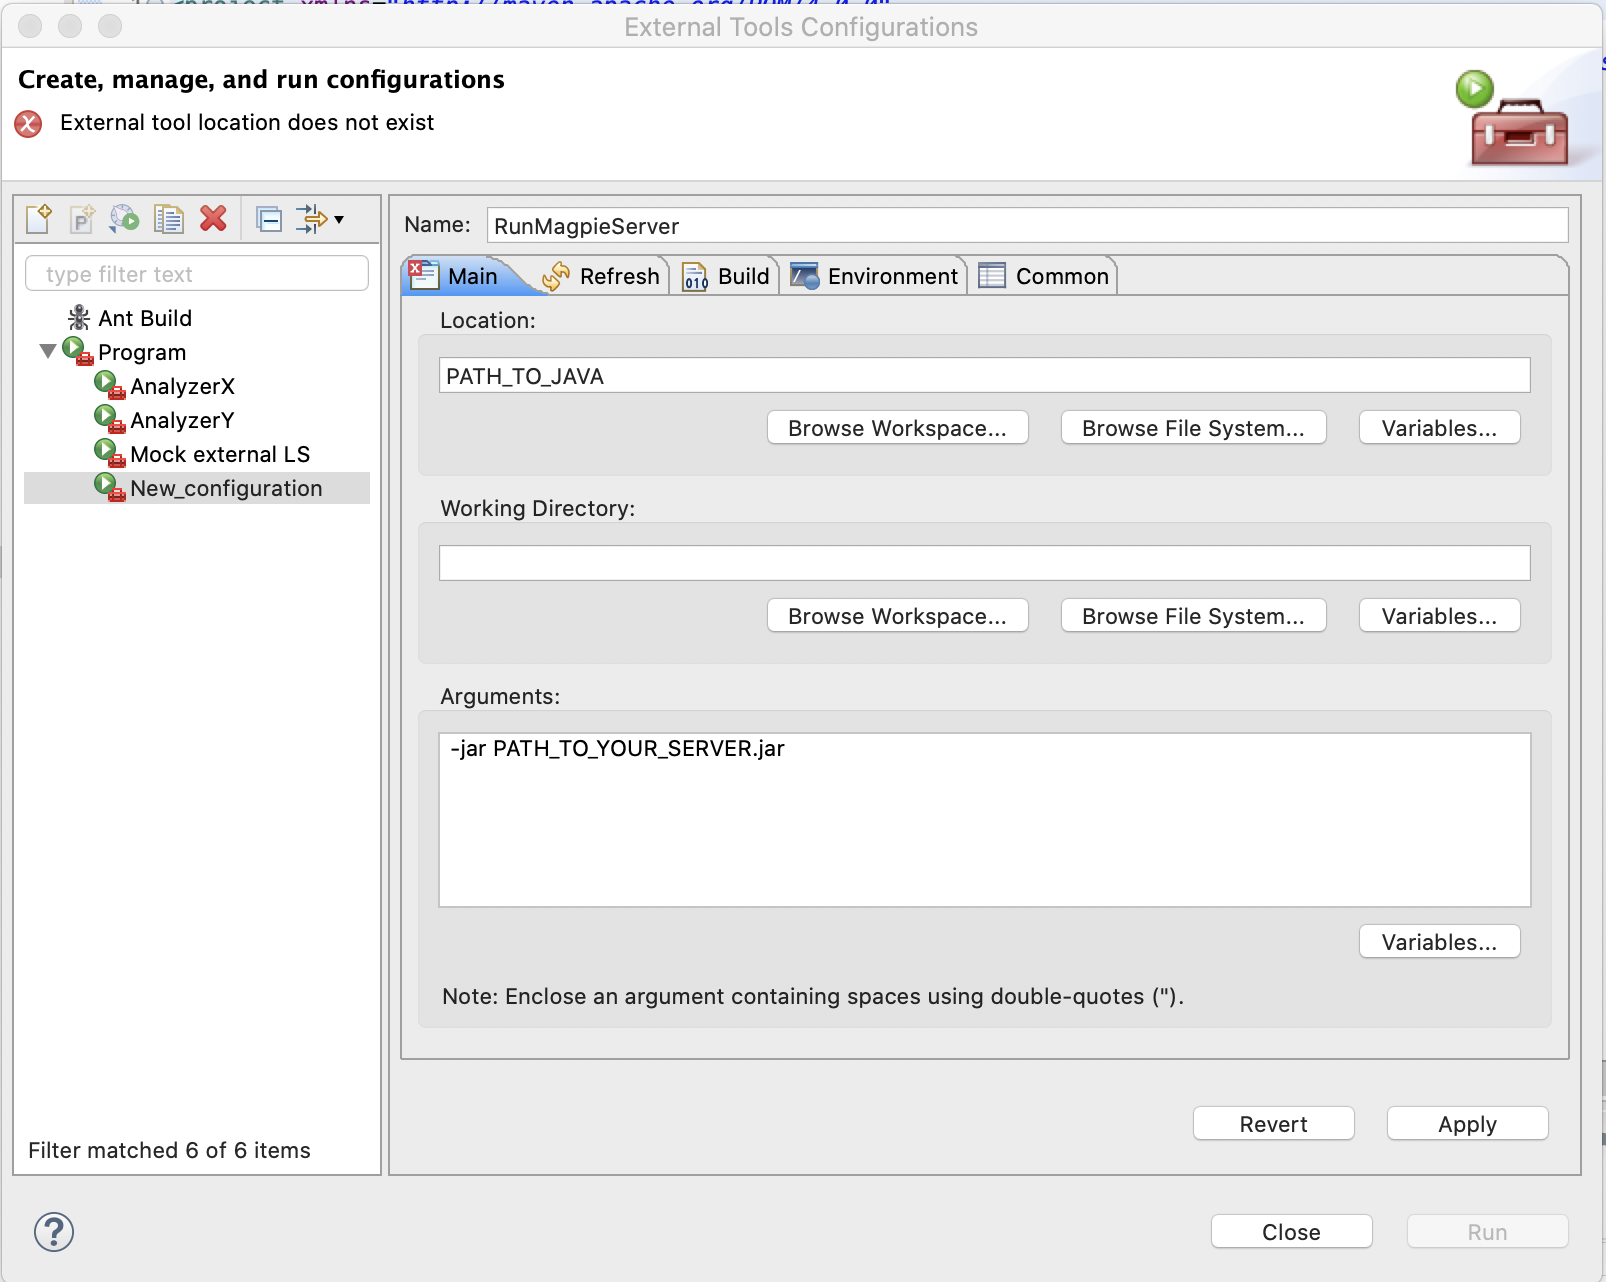 External Tools Configurations
Create, manage, and run configurations
External tool location does not exist
type filter text
Ant Build
Program
AnalyzerX
AnalyzerY
Mock external LS
New_configuration
Filter matched 6 of 6 items
Name: RunMagpieServer
Main Refresh Build Environment Common
Location:
PATH_TO_JAVA
Browse Workspace... Browse File System... Variables...
Working Directory:
Browse Workspace... Browse File System... Variables...
Arguments:
-jar PATH_TO_YOUR_SERVER.jar
Variables...
Note: Enclose an argument containing spaces using double-quotes (").
Revert Apply
Close Run